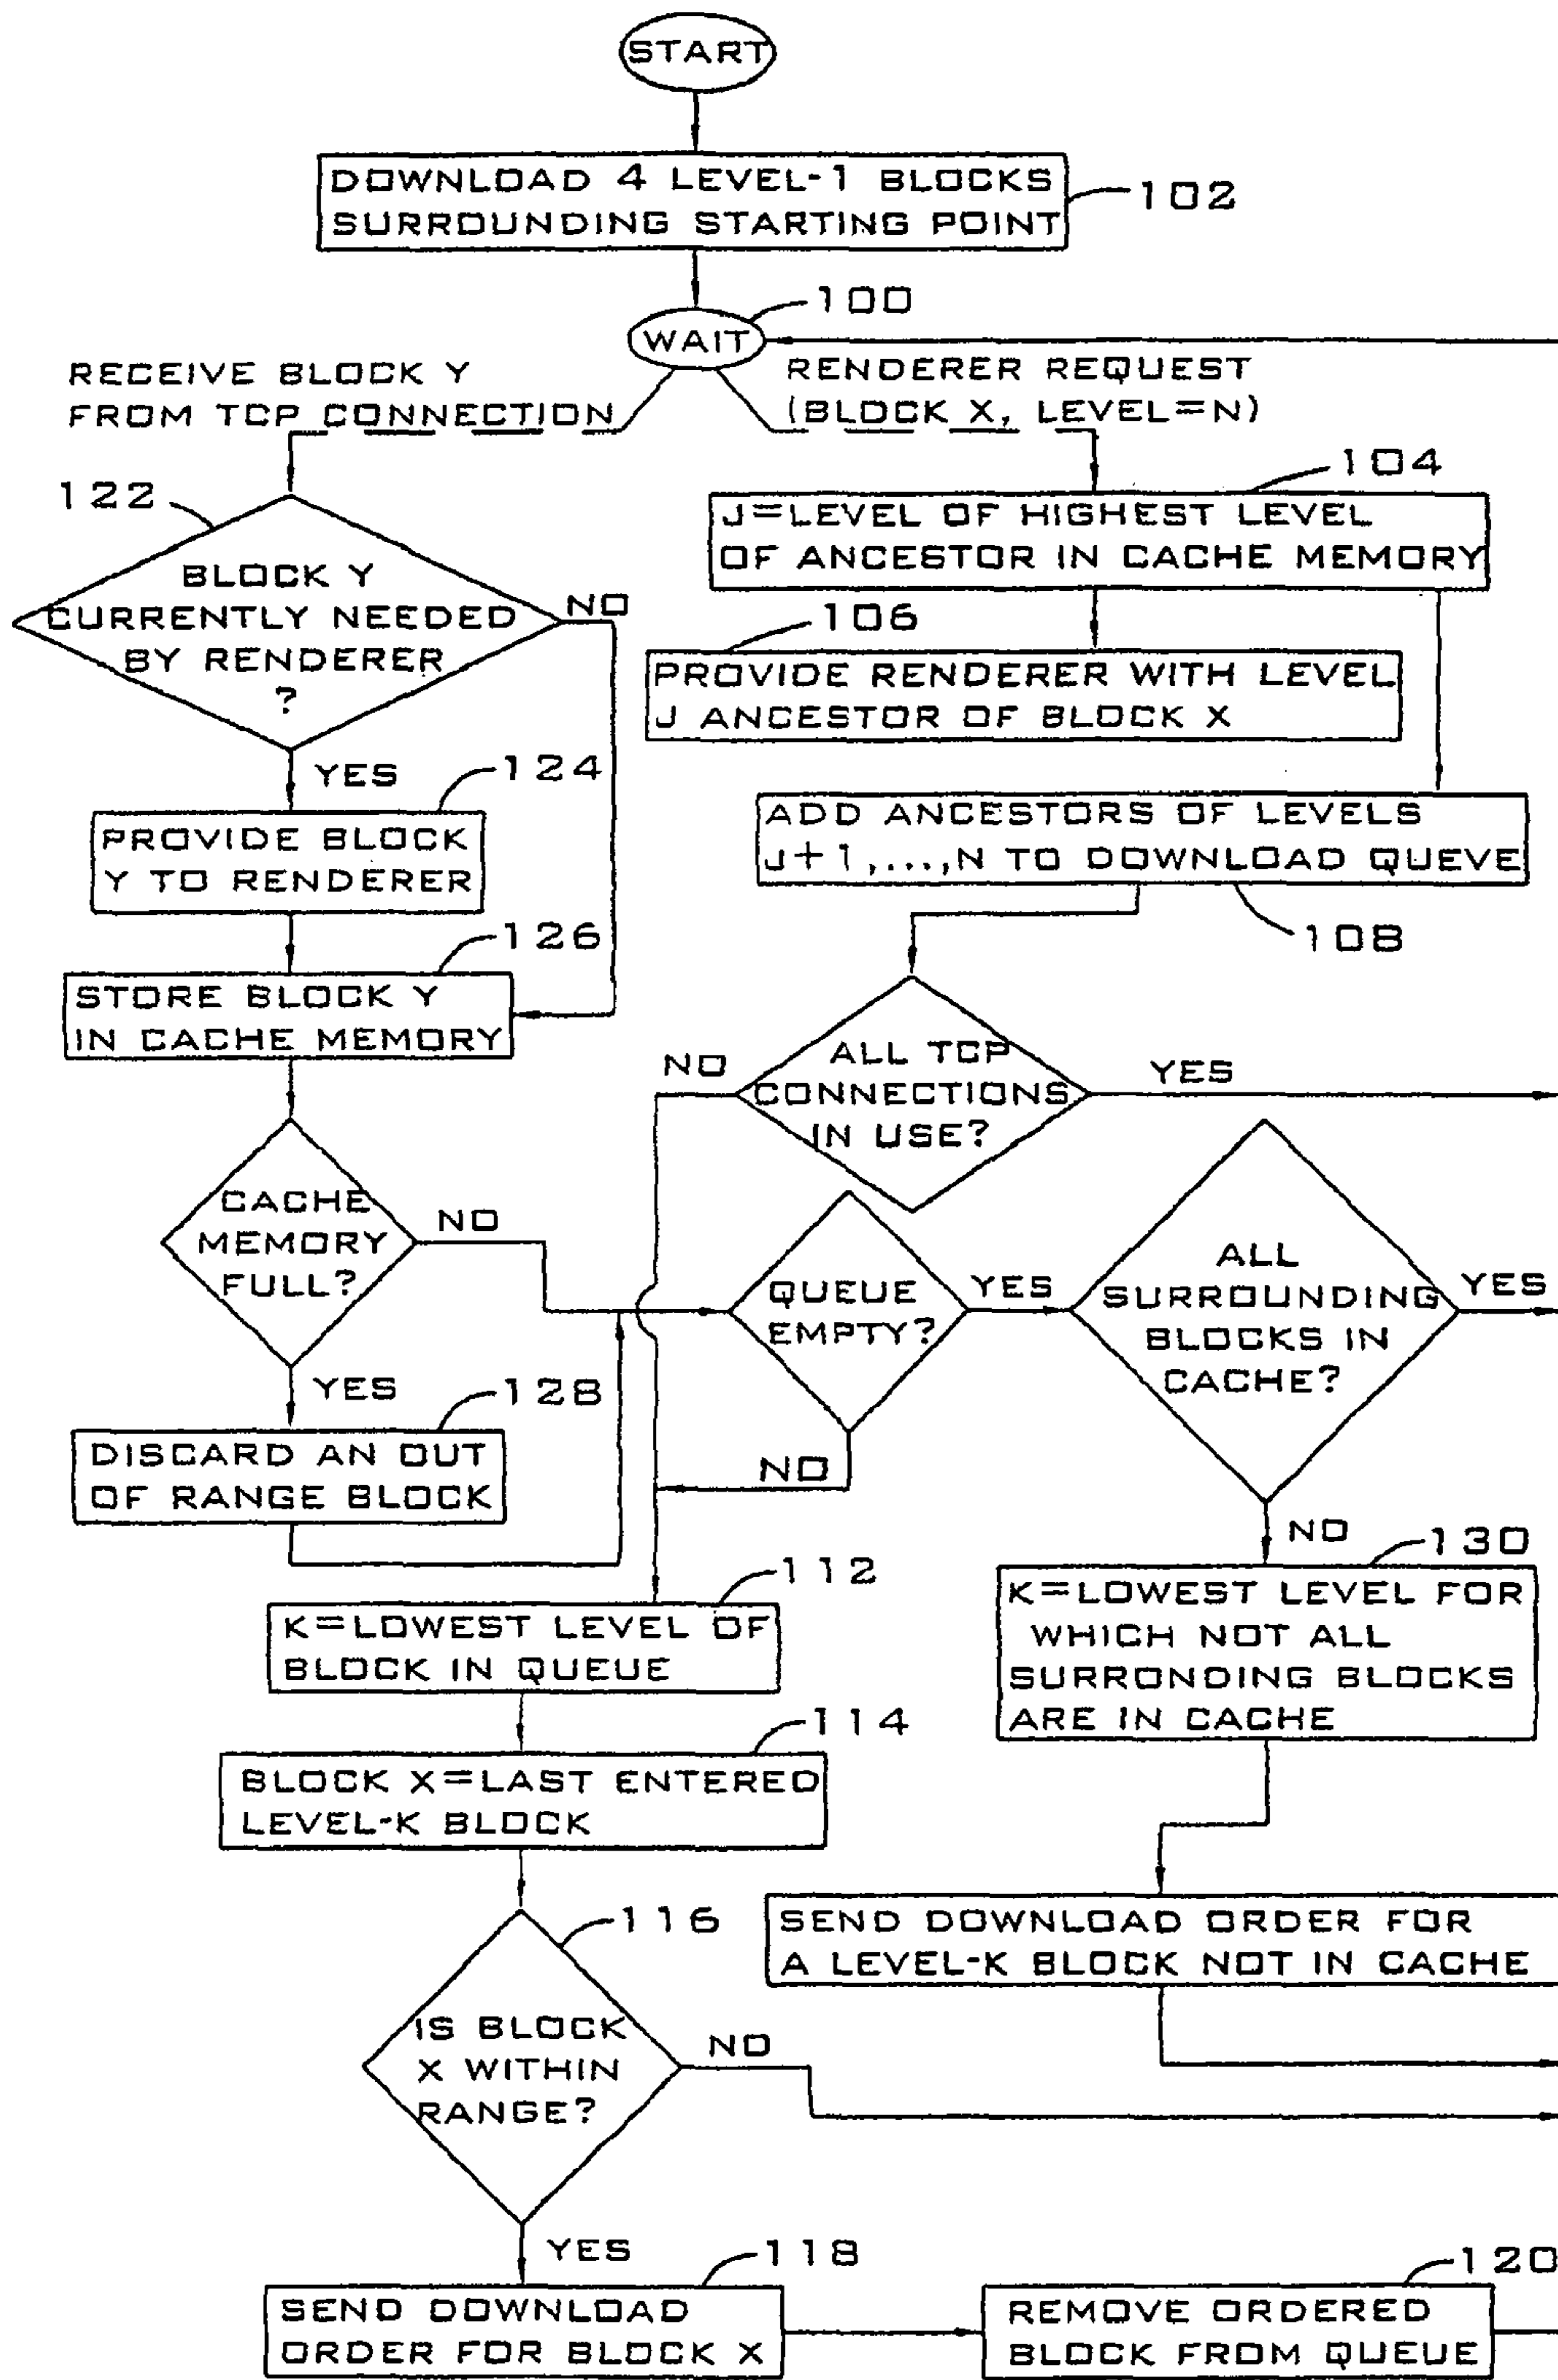 START
DOWNLOAD 4 LEVEL-1 BLOCKS
SURROUNDING STARTING POINT
102
100
WAIT
RECEIVE BLOCK Y
FROM TCP CONNECTION
RENDERER REQUEST
(BLOCK X, LEVEL=N)
122
BLOCK Y
CURRENTLY NEEDED
BY RENDERER
?
NO
104
J=LEVEL OF HIGHEST LEVEL
OF ANCESTOR IN CACHE MEMORY
106
PROVIDE RENDERER WITH LEVEL
J ANCESTOR OF BLOCK X
YES
124
PROVIDE BLOCK
Y TO RENDERER
ADD ANCESTORS OF LEVELS
J+1,...,N TO DOWNLOAD QUEVE
108
126
STORE BLOCK Y
IN CACHE MEMORY
NO
ALL TCP
CONNECTIONS
IN USE?
YES
CACHE
MEMORY
FULL?
NO
QUEUE
EMPTY?
YES
ALL
SURROUNDING
BLOCKS IN
CACHE?
YES
YES
128
DISCARD AN OUT
OF RANGE BLOCK
NO
NO
130
K=LOWEST LEVEL FOR
WHICH NOT ALL
SURRONDING BLOCKS
ARE IN CACHE
112
K=LOWEST LEVEL OF
BLOCK IN QUEUE
114
BLOCK X=LAST ENTERED
LEVEL-K BLOCK
116
SEND DOWNLOAD ORDER FOR
A LEVEL-K BLOCK NOT IN CACHE
IS BLOCK
X WITHIN
RANGE?
NO
YES
118
SEND DOWNLOAD
ORDER FOR BLOCK X
120
REMOVE ORDERED
BLOCK FROM QUEUE